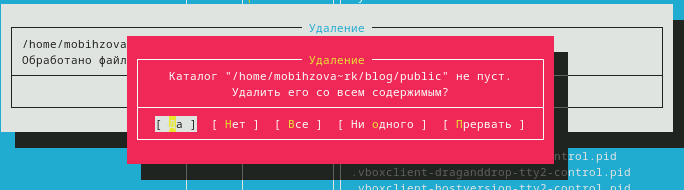 Удаление
/home/mobihzova
Обработано файл
Удаление
Каталог "/home/mobihzova~rk/blog/public" не пуст.
Удалить его со всем содержимым?
[ Да ] [ Нет ] [ Все ] [ Ни одного ] [ Прервать ]
ntrol.pid
.vboxclient-draganddrop-tty2-control.pid
.vboxclient-hostversion-tty2-control.pid